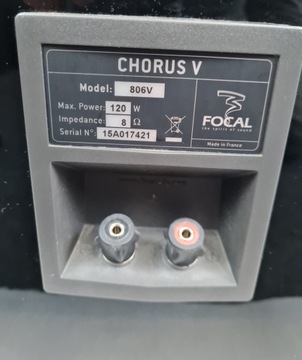 CHORUS V
Model: 806V
Max. Power: 120 W
Impedance: 8 Ω
Serial N°: 15A017421
FOCAL
the spirit of sound
Made in France